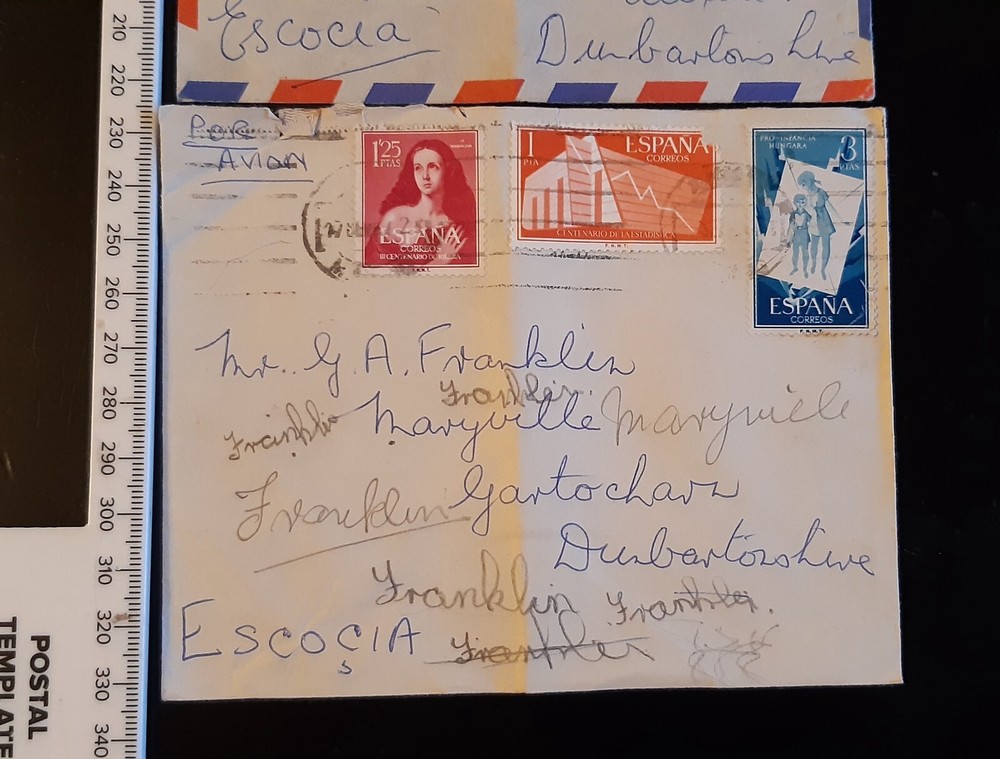 Escocia
Dunbartonshire
POR
AVION
1'25
PTAS
ESPAÑA
CORREOS
III CENTENARIO DE RIBERA
F.N.M.T.
1
PTA
ESPAÑA
CORREOS
CENTENARIO DE LA ESTADISTICA
F.N.M.T.
PRO-INFANCIA
HUNGARA
3
PTAS
ESPAÑA
CORREOS
F.N.M.T.
Mr. G. A. Franklin
Franklin
Franklin Maryville Maryville
Franklin Gartocharn
Dunbartonshire
Franklin Franklin.
ESCOÇIA Franklin
210
220
230
240
250
260
270
280
290
300
310
320
330
340
POSTAL
TEMPLATE